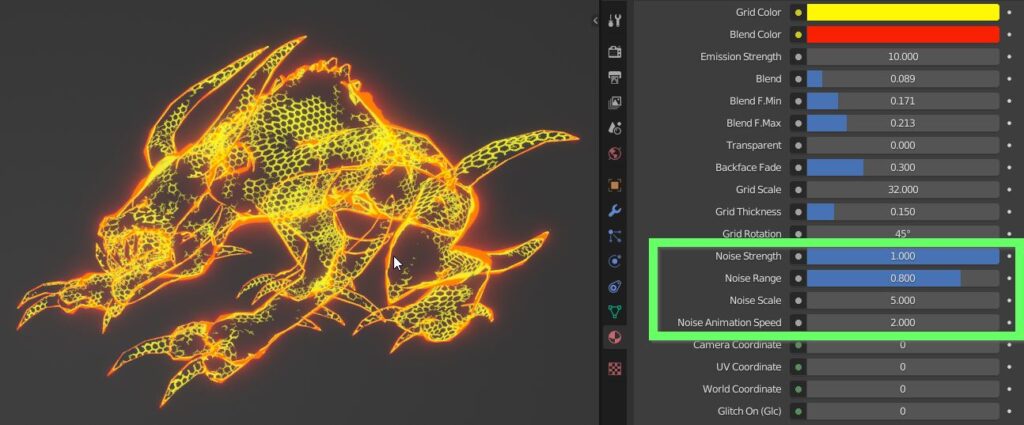 Grid Color
Blend Color
Emission Strength 10.000
Blend 0.089
Blend F.Min 0.171
Blend F.Max 0.213
Transparent 0.000
Backface Fade 0.300
Grid Scale 32.000
Grid Thickness 0.150
Grid Rotation 45°
Noise Strength 1.000
Noise Range 0.800
Noise Scale 5.000
Noise Animation Speed 2.000
Camera Coordinate 0
UV Coordinate 0
World Coordinate 0
Glitch On (Glc) 0